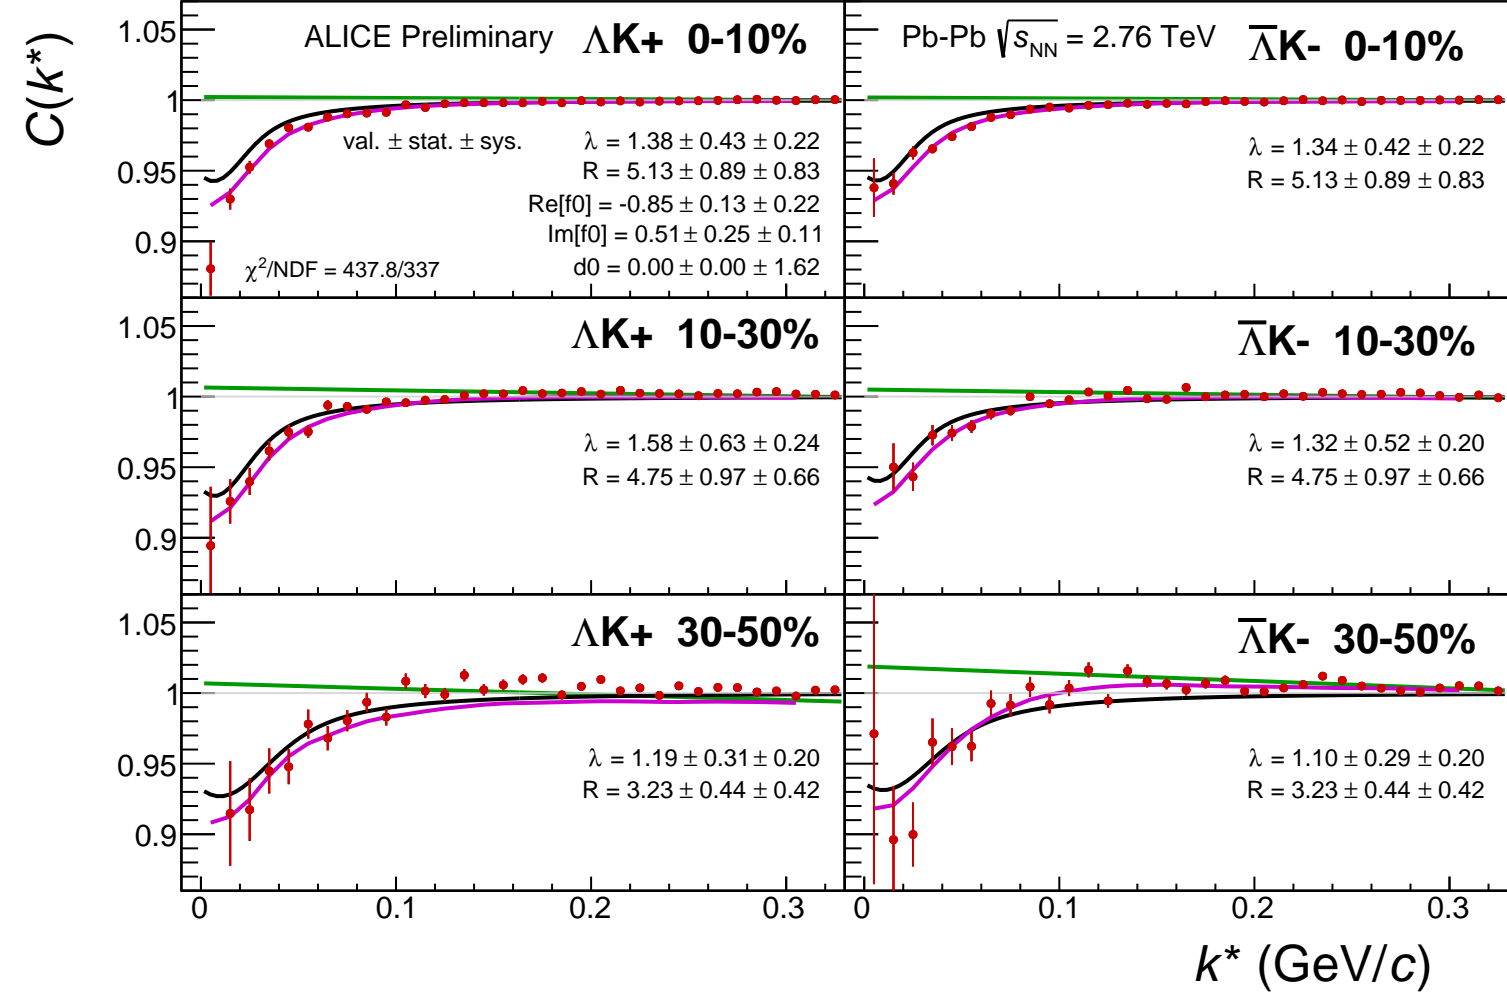 C(k*)
ALICE Preliminary ΛK+ 0-10%
val. ± stat. ± sys.
λ = 1.38 ± 0.43 ± 0.22
R = 5.13 ± 0.89 ± 0.83
Re[f0] = -0.85 ± 0.13 ± 0.22
Im[f0] = 0.51 ± 0.25 ± 0.11
d0 = 0.00 ± 0.00 ± 1.62
χ²/NDF = 437.8/337
1.05
1
0.95
0.9
Pb-Pb √sNN = 2.76 TeV Λ̅K- 0-10%
λ = 1.34 ± 0.42 ± 0.22
R = 5.13 ± 0.89 ± 0.83
ΛK+ 10-30%
λ = 1.58 ± 0.63 ± 0.24
R = 4.75 ± 0.97 ± 0.66
1.05
1
0.95
0.9
Λ̅K- 10-30%
λ = 1.32 ± 0.52 ± 0.20
R = 4.75 ± 0.97 ± 0.66
ΛK+ 30-50%
λ = 1.19 ± 0.31 ± 0.20
R = 3.23 ± 0.44 ± 0.42
1.05
1
0.95
0.9
Λ̅K- 30-50%
λ = 1.10 ± 0.29 ± 0.20
R = 3.23 ± 0.44 ± 0.42
0 0.1 0.2 0.3
0 0.1 0.2 0.3
k* (GeV/c)